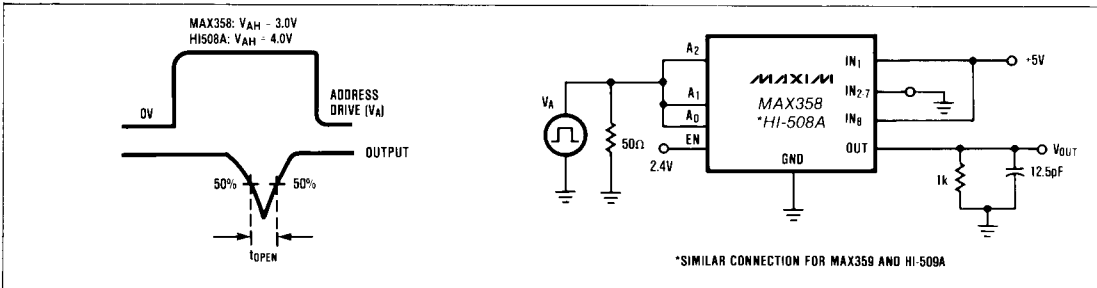 MAX358: VAH - 3.0V
HI508A: VAH - 4.0V
0V
ADDRESS
DRIVE (VA)
OUTPUT
50%
50%
tOPEN
VA
50Ω
2.4V
A2
A1
A0
EN
MAXIM
MAX358
*HI-508A
GND
IN1
IN2-7
IN8
OUT
+5V
VOUT
1k
12.5pF
*SIMILAR CONNECTION FOR MAX359 AND HI-509A